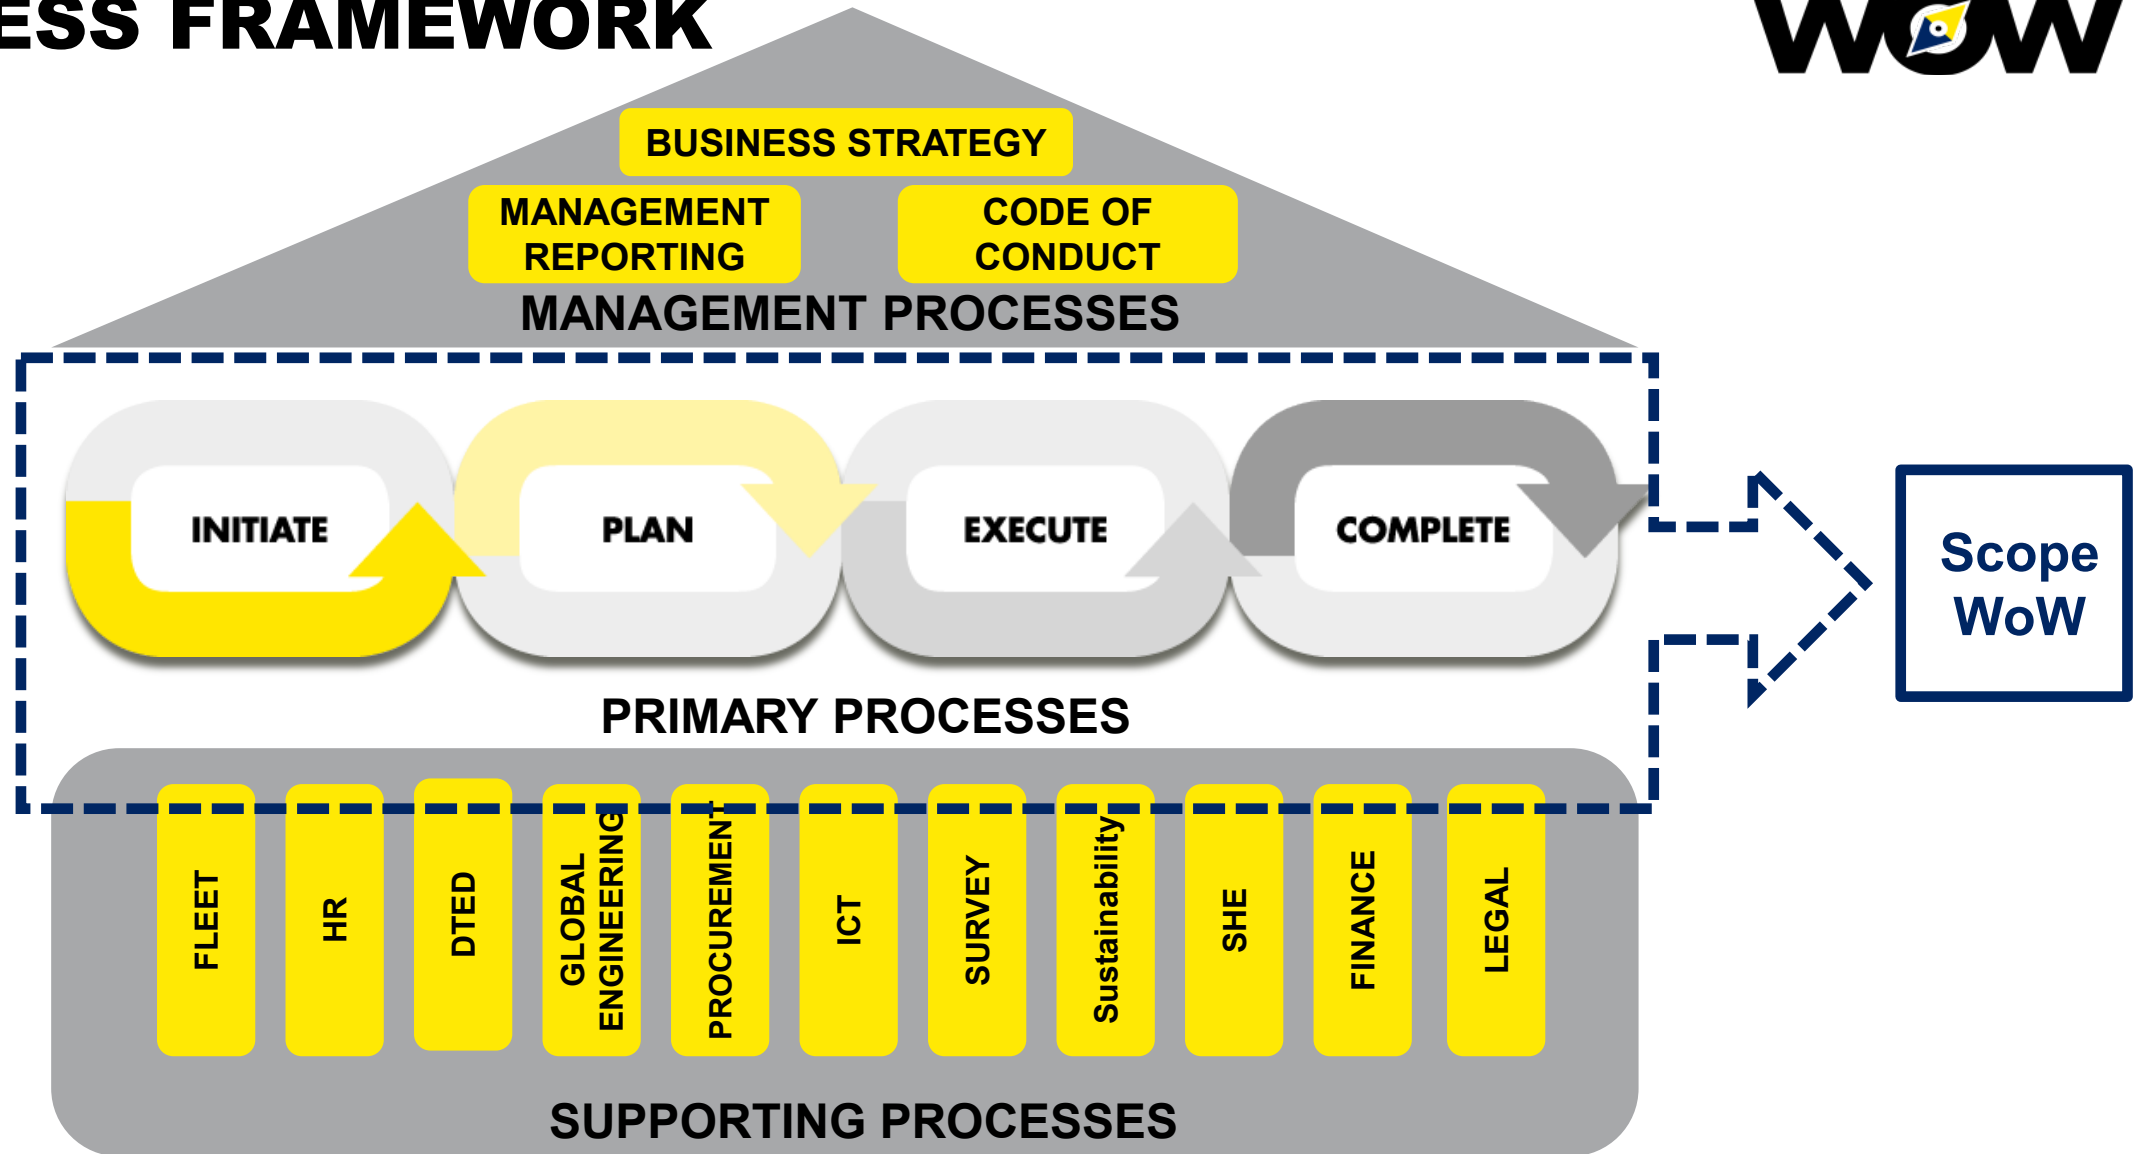 ESS FRAMEWORK
WOW
BUSINESS STRATEGY
MANAGEMENT
REPORTING
CODE OF
CONDUCT
MANAGEMENT PROCESSES
INITIATE
PLAN
EXECUTE
COMPLETE
Scope
WoW
PRIMARY PROCESSES
FLEET
HR
DTED
GLOBAL
ENGINEERING
PROCUREMENT
ICT
SURVEY
Sustainability
SHE
FINANCE
LEGAL
SUPPORTING PROCESSES